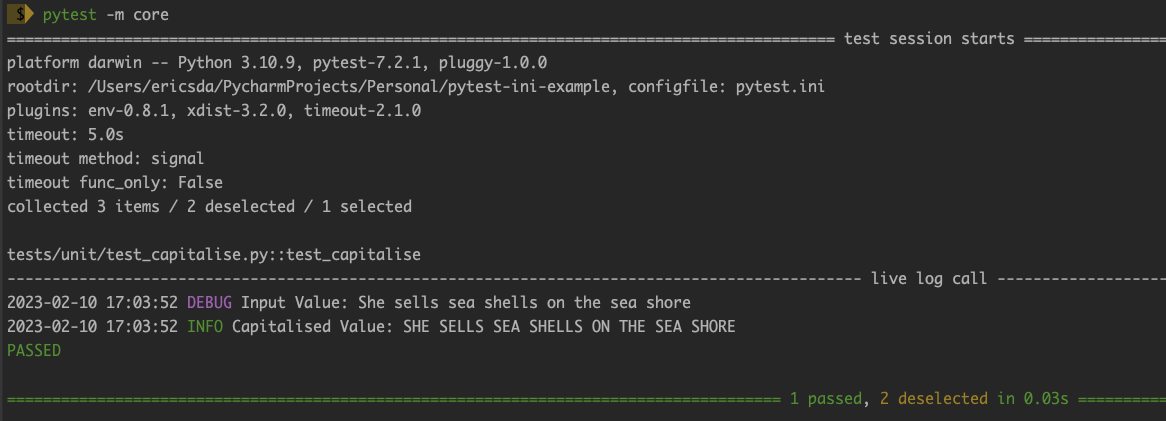 $ pytest -m core
================================ test session starts ================================
platform darwin -- Python 3.10.9, pytest-7.2.1, pluggy-1.0.0
rootdir: /Users/ericsda/PycharmProjects/Personal/pytest-ini-example, configfile: pytest.ini
plugins: env-0.8.1, xdist-3.2.0, timeout-2.1.0
timeout: 5.0s
timeout method: signal
timeout func_only: False
collected 3 items / 2 deselected / 1 selected
tests/unit/test_capitalise.py::test_capitalise
-------------------------------- live log call --------------------------------
2023-02-10 17:03:52 DEBUG Input Value: She sells sea shells on the sea shore
2023-02-10 17:03:52 INFO Capitalised Value: SHE SELLS SEA SHELLS ON THE SEA SHORE
PASSED
================================ 1 passed, 2 deselected in 0.03s ================================